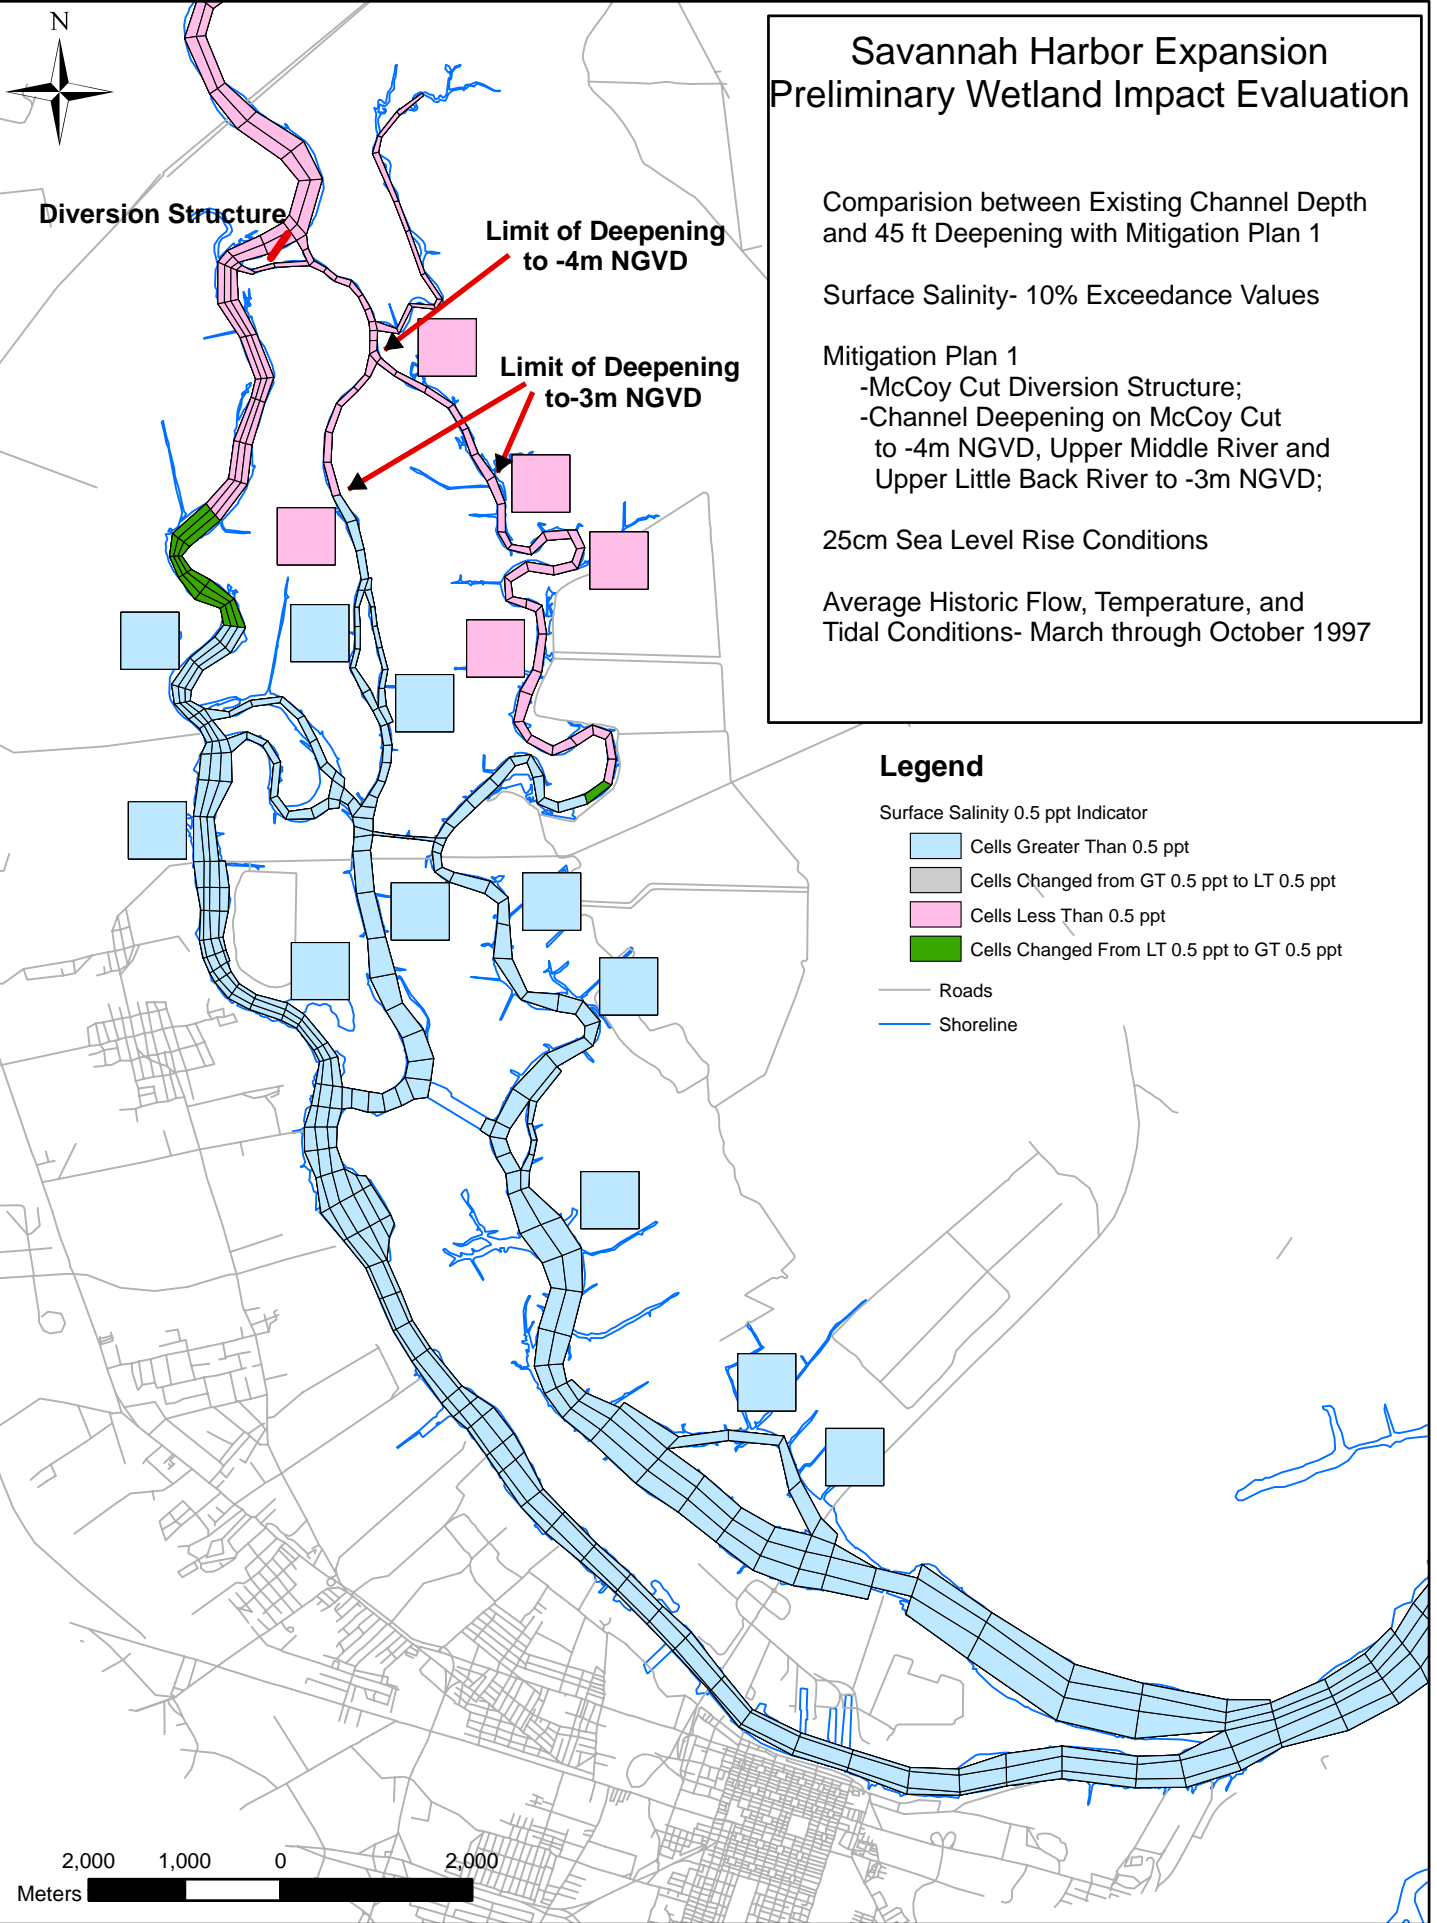 N
Savannah Harbor Expansion
Preliminary Wetland Impact Evaluation
Comparision between Existing Channel Depth
and 45 ft Deepening with Mitigation Plan 1
Surface Salinity- 10% Exceedance Values
Mitigation Plan 1
-McCoy Cut Diversion Structure;
-Channel Deepening on McCoy Cut
to -4m NGVD, Upper Middle River and
Upper Little Back River to -3m NGVD;
25cm Sea Level Rise Conditions
Average Historic Flow, Temperature, and
Tidal Conditions- March through October 1997
Diversion Structure
Limit of Deepening
to -4m NGVD
Limit of Deepening
to-3m NGVD
Legend
Surface Salinity 0.5 ppt Indicator
Cells Greater Than 0.5 ppt
Cells Changed from GT 0.5 ppt to LT 0.5 ppt
Cells Less Than 0.5 ppt
Cells Changed From LT 0.5 ppt to GT 0.5 ppt
Roads
Shoreline
2,000 1,000 0 2,000
Meters